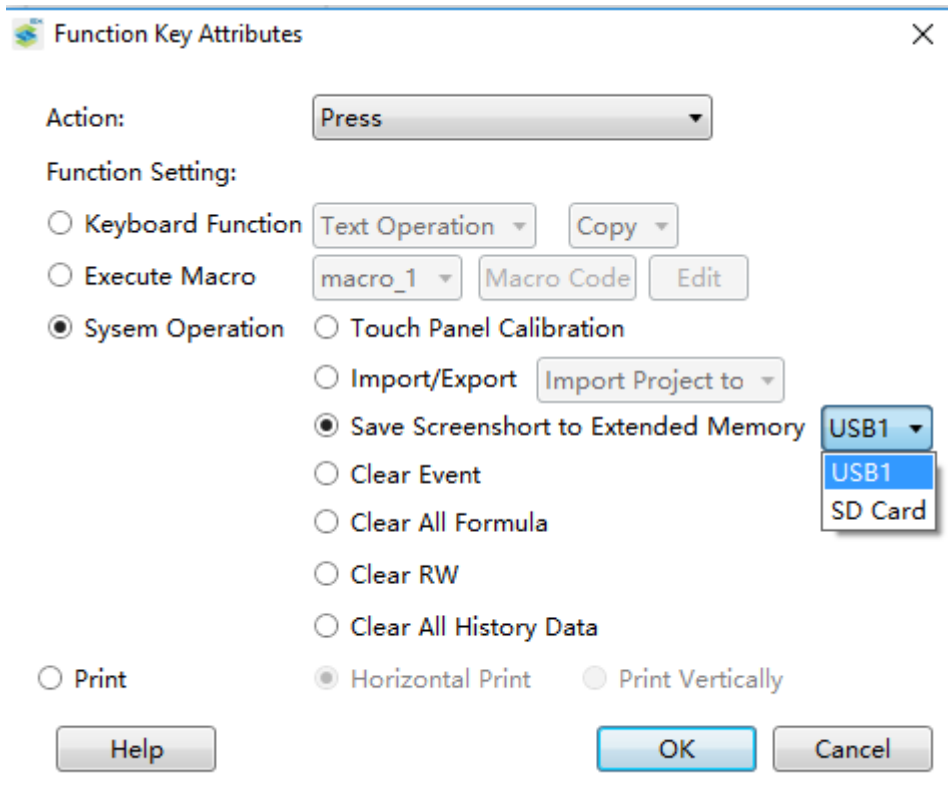 Function Key Attributes
Action: Press
Function Setting:
Keyboard Function Text Operation Copy
Execute Macro macro_1 Macro Code Edit
Sysem Operation Touch Panel Calibration
Import/Export Import Project to
Save Screenshort to Extended Memory USB1
USB1
Clear Event
SD Card
Clear All Formula
Clear RW
Clear All History Data
Print Horizontal Print Print Vertically
Help OK Cancel